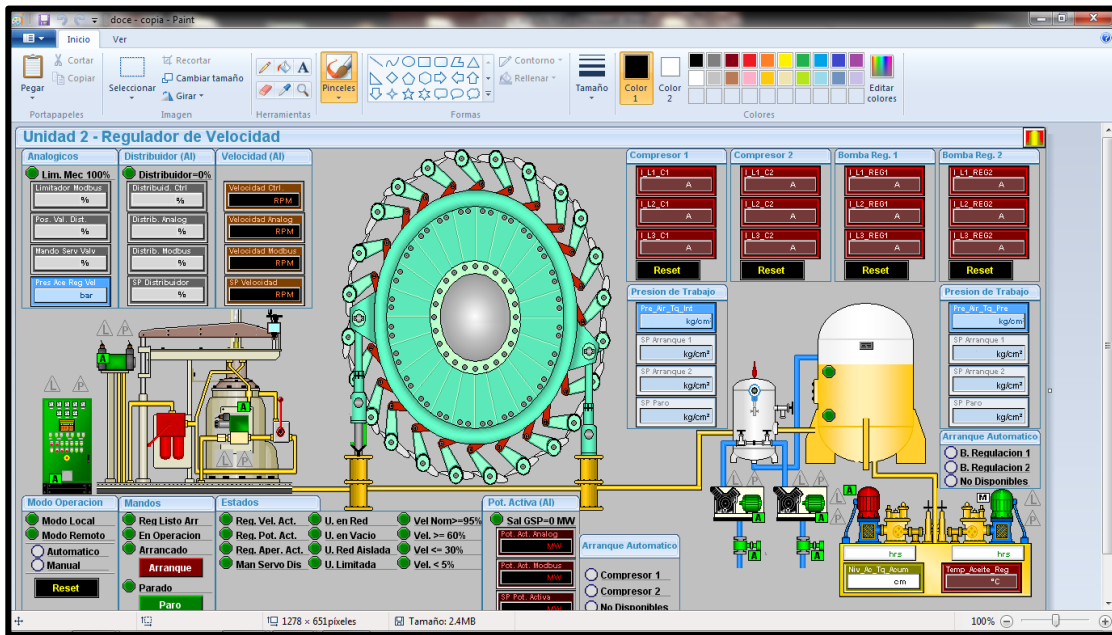 doce - copia - Paint
Inicio
Ver
Pegar
Cortar
Copiar
Portapapeles
Seleccionar
Recortar
Cambiar tamaño
Girar
Imagen
A
Herramientas
Pinceles
Contorno
Rellenar
Formas
Tamaño
Color 1
Color 2
Editar colores
Colores
Unidad 2 - Regulador de Velocidad
Analogicos
Lim. Mec 100%
Limitador Modbus
%
Pos. Val. Dist.
%
Mando Serv Valv
%
Pres Ace Reg Vel
bar
Distribuidor (AI)
Distribuidor=0%
Distribuid. Ctrl
%
Distrib. Analog
%
Distrib. Modbus
%
SP Distribuidor
%
Velocidad (AI)
Velocidad Ctrl.
RPM
Velocidad Analog
RPM
Velocidad Modbus
RPM
SP Velocidad
RPM
Compresor 1
I_L1_C1
A
I_L2_C1
A
I_L3_C1
A
Reset
Compresor 2
I_L1_C2
A
I_L2_C2
A
I_L3_C2
A
Reset
Bomba Reg. 1
I_L1_REG1
A
I_L2_REG1
A
I_L3_REG1
A
Reset
Bomba Reg. 2
I_L1_REG2
A
I_L2_REG2
A
I_L3_REG2
A
Reset
Presion de Trabajo
Pre_Air_Tq_Int
kg/cm
SP Arranque 1
kg/cm²
SP Arranque 2
kg/cm²
SP Paro
kg/cm²
Presion de Trabajo
Pre_Air_Tq_Pre
kg/cm
SP Arranque 1
kg/cm²
SP Arranque 2
kg/cm²
SP Paro
kg/cm²
L P
A
L P
A
A
L P
L P
A
L P
A
A
A
Arranque Automatico
B. Regulacion 1
B. Regulacion 2
No Disponibles
L P
A
M
L P
hrs
hrs
Niv_Ac_Tq_Acum
cm
Temp_Aceite_Reg
°C
Modo Operacion
Modo Local
Modo Remoto
Automatico
Manual
Reset
Mandos
Reg Listo Arr
En Operacion
Arrancado
Arranque
Parado
Paro
Estados
Reg. Vel. Act.
Reg. Pot. Act.
Reg. Aper. Act.
Man Servo Dis
U. en Red
U. en Vacio
U. Red Aislada
U. Limitada
Vel Nom>=95%
Vel. >= 60%
Vel <= 30%
Vel. < 5%
Pot. Activa (AI)
Sal GSP=0 MW
Pot. Act. Analog
MW
Pot. Act. Modbus
MW
SP Pot. Activa
MW
Arranque Automatico
Compresor 1
Compresor 2
No Disponibles
1278 × 651píxeles
Tamaño: 2.4MB
100%